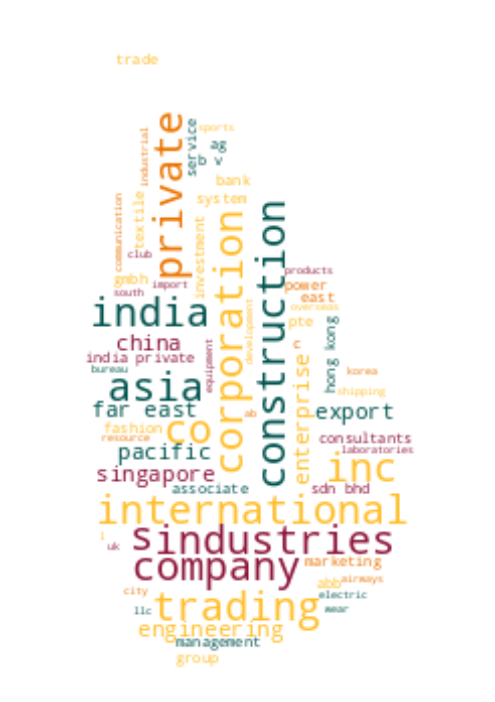 trade
industrial
private
service
sports
ag
b v
bank
system
communication
textile
investment
corporation
construction
club
gmbh
import
south
products
power
east
overseas
pte
india
development
hong kong
china
c
india private
bureau
equipment
enterprise
korea
asia
shipping
far east
co
ab
export
fashion
resource
consultants
laboratories
pacific
singapore
inc
associate
sdn bhd
international
l
uk
s
industries
company
marketing
abb
airways
city
electric
llc
trading
wear
engineering
management
group